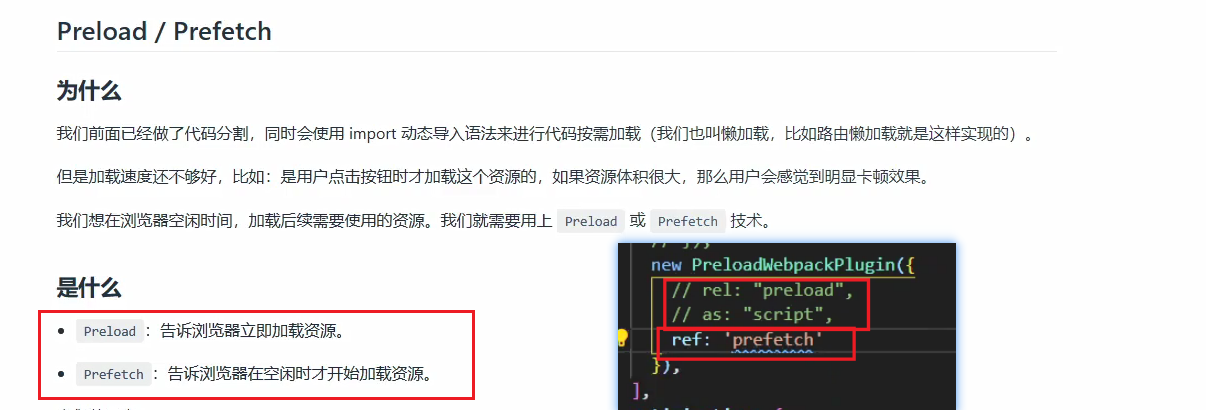 Preload / Prefetch
为什么
我们前面已经做了代码分割，同时会使用 import 动态导入语法来进行代码按需加载（我们也叫懒加载，比如路由懒加载就是这样实现的）。
但是加载速度还不够好，比如：是用户点击按钮时才加载这个资源的，如果资源体积很大，那么用户会感觉到明显卡顿效果。
我们想在浏览器空闲时间，加载后续需要使用的资源。我们就需要用上 Preload 或 Prefetch 技术。
是什么
Preload：告诉浏览器立即加载资源。
Prefetch：告诉浏览器在空闲时才开始加载资源。
// }),
new PreloadWebpackPlugin({
// rel: "preload",
// as: "script",
ref: 'prefetch'
}),
],